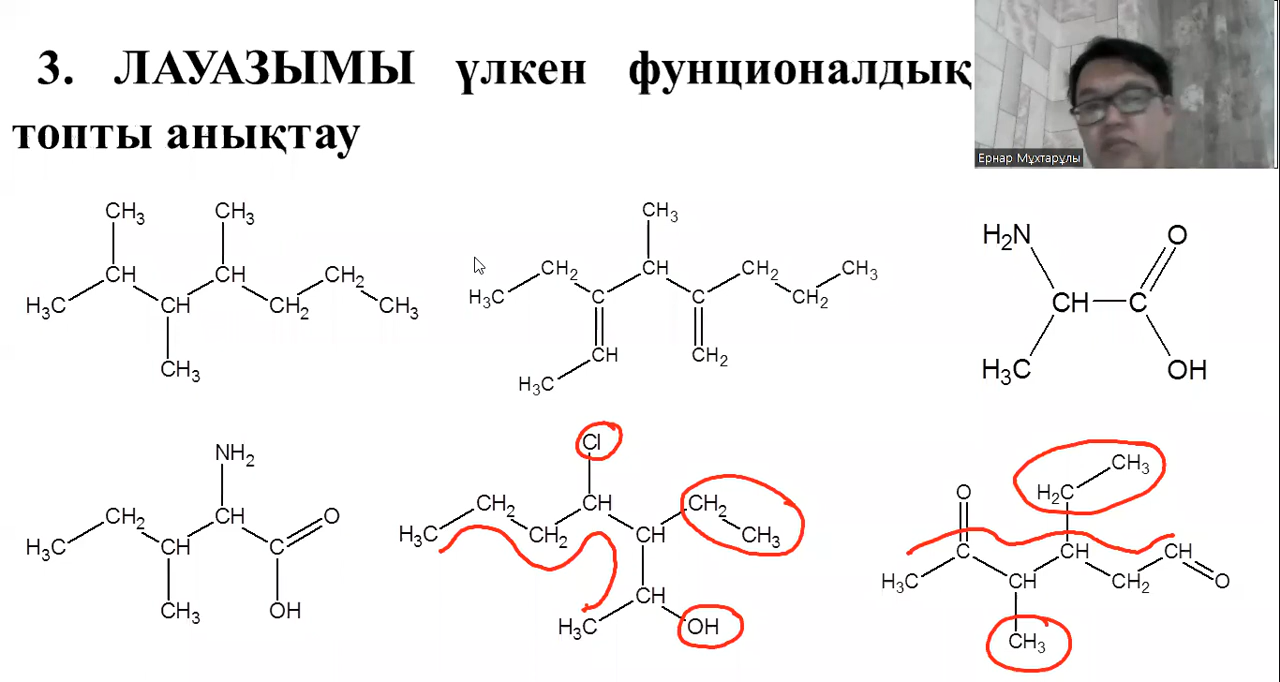 3. ЛАУАЗЫМЫ үлкен фунционалдық
топты анықтау
Ернар Мұхтарұлы
CH3 CH3
CH CH CH2
H3C CH CH2 CH3
CH3
CH3
CH2 CH CH2 CH3
H3C C C CH2
CH CH2
H3C
H2N O
CH C
H3C OH
NH2
CH2 CH O
H3C CH C
CH3 OH
Cl
CH2 CH CH2
H3C CH2 CH CH3
CH
H3C OH
CH3
O H2C
C CH CH
H3C CH CH2 O
CH3